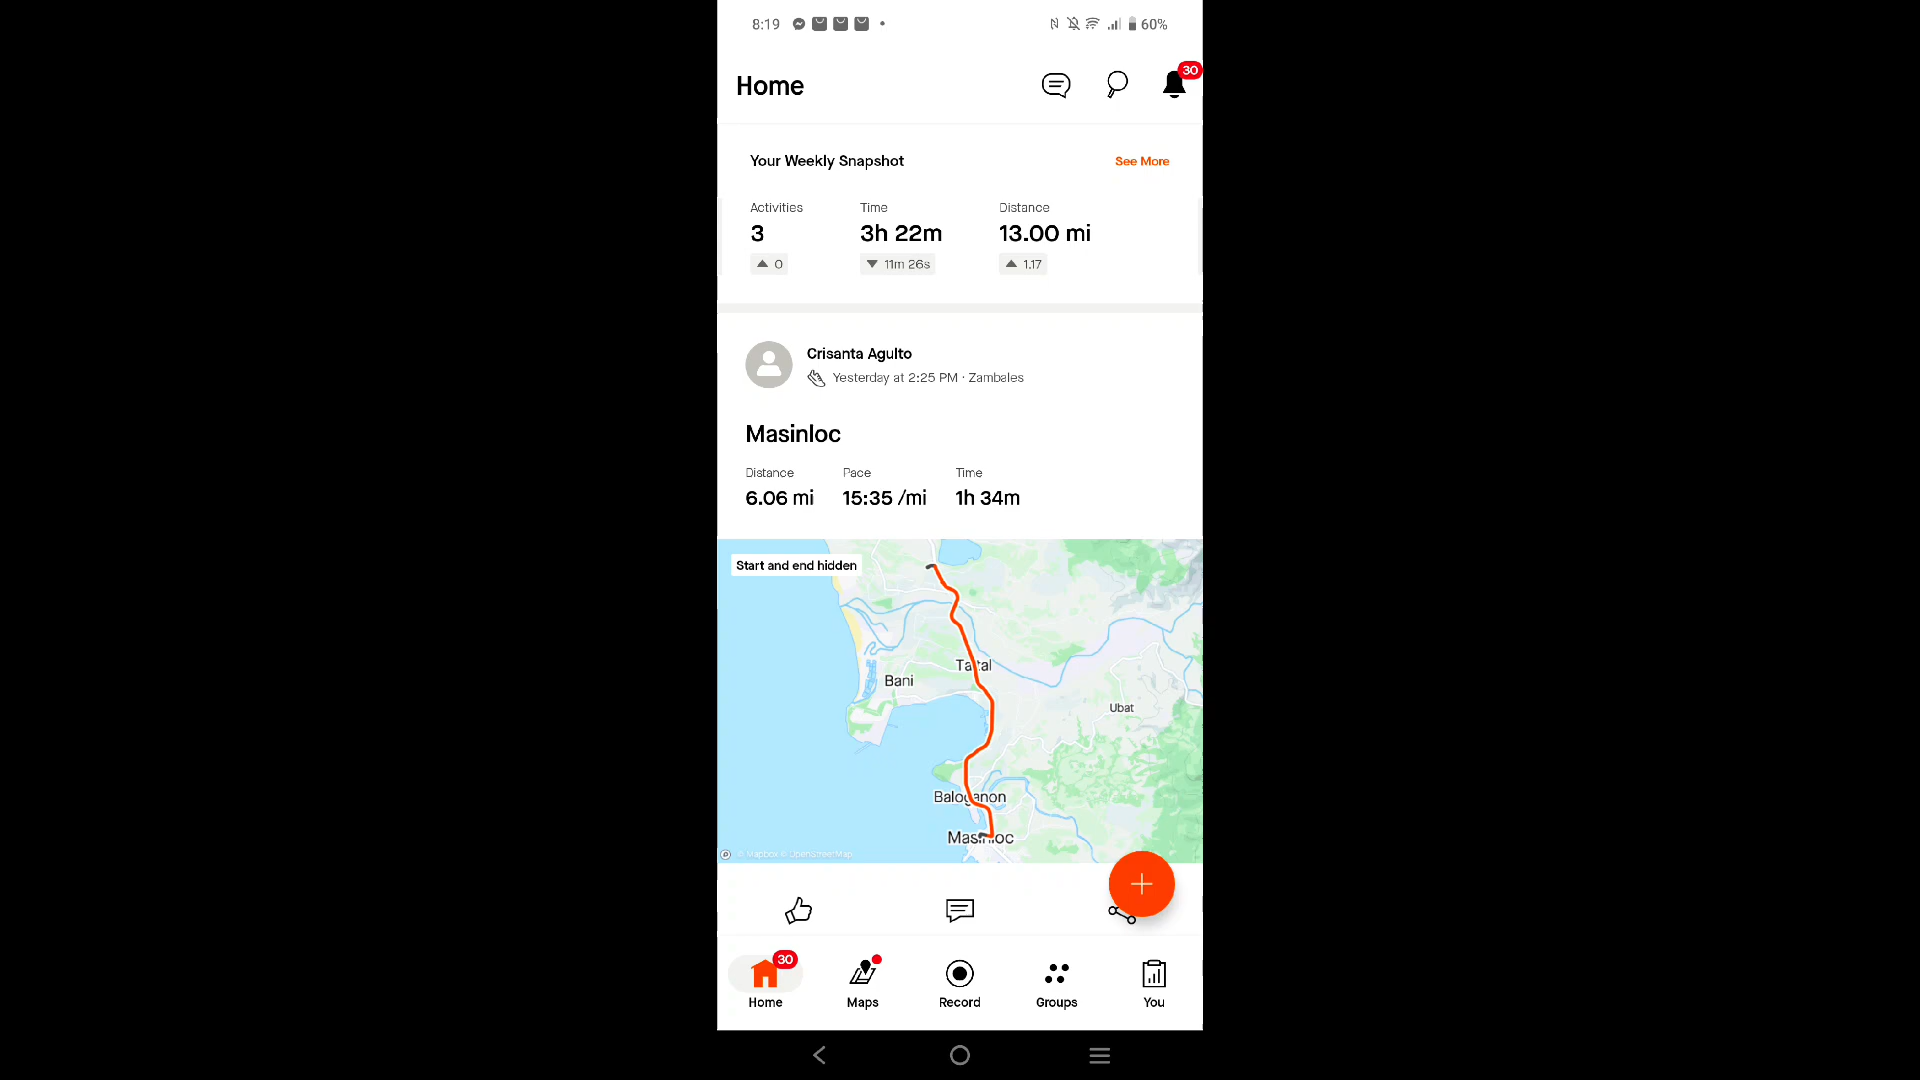 8:19
60%
Home
30
Your Weekly Snapshot
See More
Activities
Time
Distance
3
3h 22m
13.00 mi
0
11m 26s
1.17
Crisanta Agulto
Yesterday at 2:25 PM · Zambales
Masinloc
Distance
Pace
Time
6.06 mi
15:35 /mi
1h 34m
Start and end hidden
Bani
Ubat
Baloganon
Masinloc
© Mapbox © OpenStreetMap
30
Home
Maps
Record
Groups
You